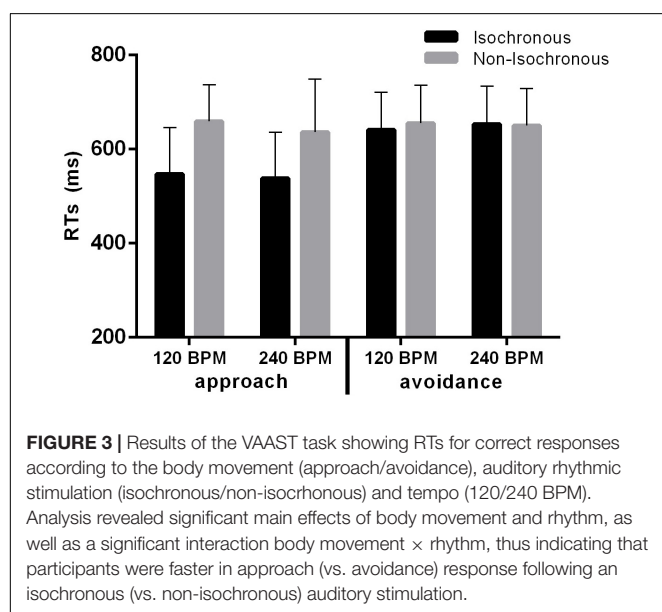 800
600
400
200
RTs (ms)
Isochronous
Non-Isochronous
120 BPM 240 BPM 120 BPM 240 BPM
approach avoidance
FIGURE 3 | Results of the VAAST task showing RTs for correct responses
according to the body movement (approach/avoidance), auditory rhythmic
stimulation (isochronous/non-isocrhonous) and tempo (120/240 BPM).
Analysis revealed significant main effects of body movement and rhythm, as
well as a significant interaction body movement × rhythm, thus indicating that
participants were faster in approach (vs. avoidance) response following an
isochronous (vs. non-isochronous) auditory stimulation.